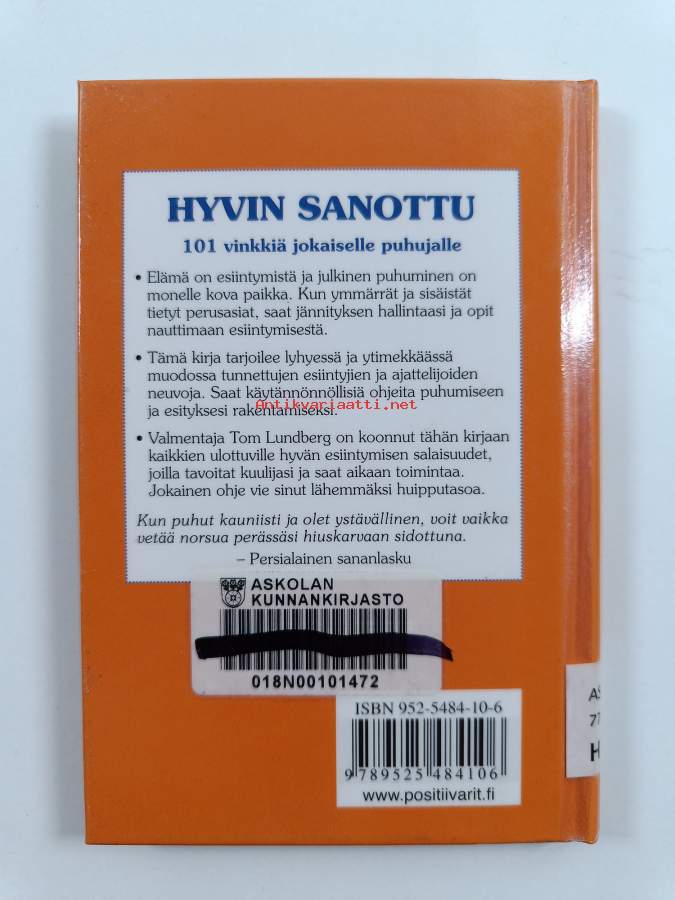 HYVIN SANOTTU
101 vinkkiä jokaiselle puhujalle
• Elämä on esiintymistä ja julkinen puhuminen on
monelle kova paikka. Kun ymmärrät ja sisäistät
tietyt perusasiat, saat jännityksen hallintaasi ja opit
nauttimaan esiintymisestä.
• Tämä kirja tarjoilee lyhyessä ja ytimekkäässä
muodossa tunnettujen esiintyjien ja ajattelijoiden
neuvoja. Saat käytännönnöllisiä ohjeita puhumiseen
ja esityksesi rakentamiseksi.
Antikvariaatti.net
• Valmentaja Tom Lundberg on koonnut tähän kirjaan
kaikkien ulottuville hyvän esiintymisen salaisuudet,
joilla tavoitat kuulijasi ja saat aikaan toimintaa.
Jokainen ohje vie sinut lähemmäksi huipputasoa.
Kun puhut kauniisti ja olet ystävällinen, voit vaikka
vetää norsua perässäsi hiuskarvaan sidottuna.
– Persialainen sananlasku
ASKOLAN
KUNNANKIRJASTO
018N00101472
ISBN 952-5484-10-6
9 789525 484106
www.positiivarit.fi
AS
77
H